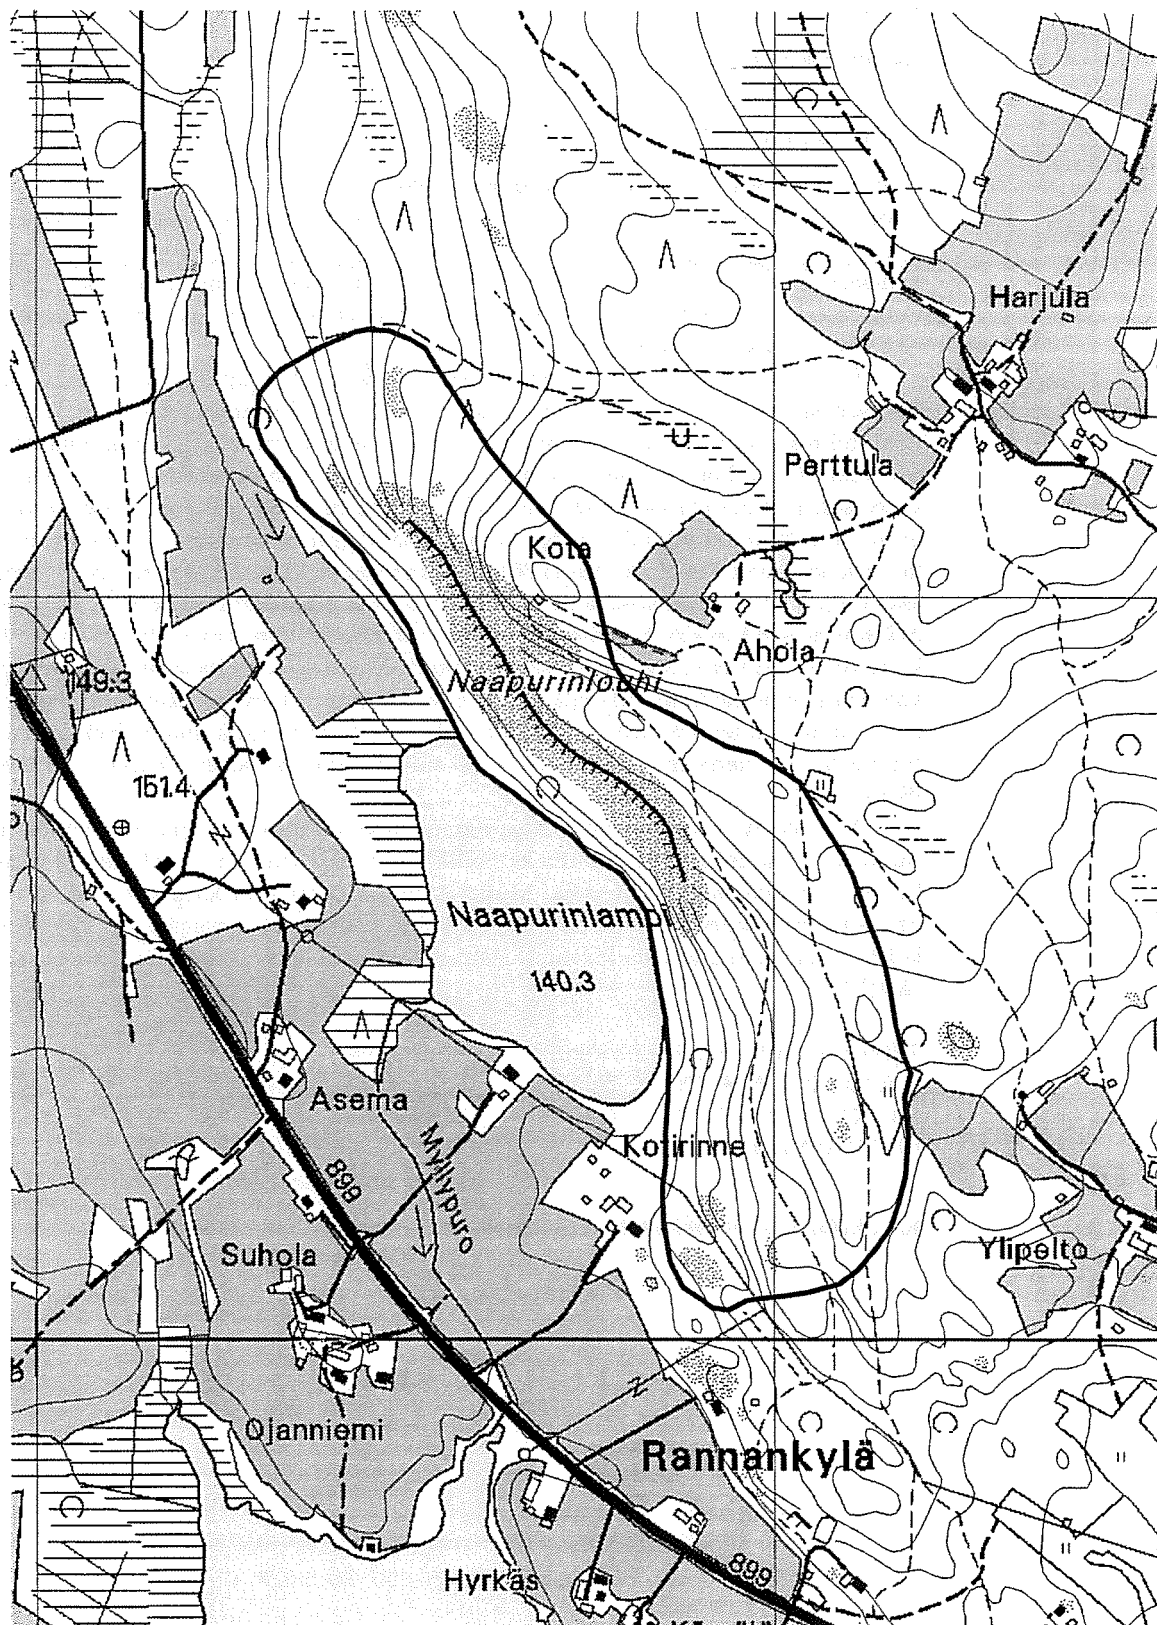 Harjula
U
Perttula
Kota
Ahola
Naapurinlouhi
149.3
151.4
Naapurinlampi
140.3
Asema
Myllypuro
Kotirinne
898
Suhola
Ylipelto
Ojanniemi
Rannankylä
899
Hyrkäs